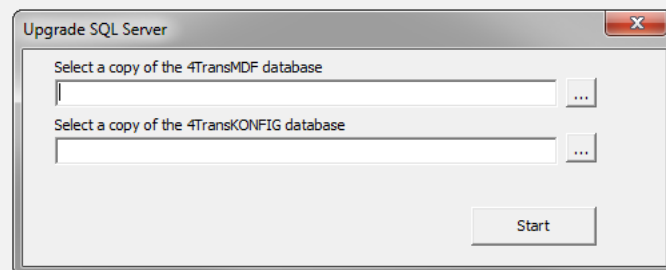 Upgrade SQL Server
Select a copy of the 4TransMDF database
...
Select a copy of the 4TransKONFIG database
...
Start